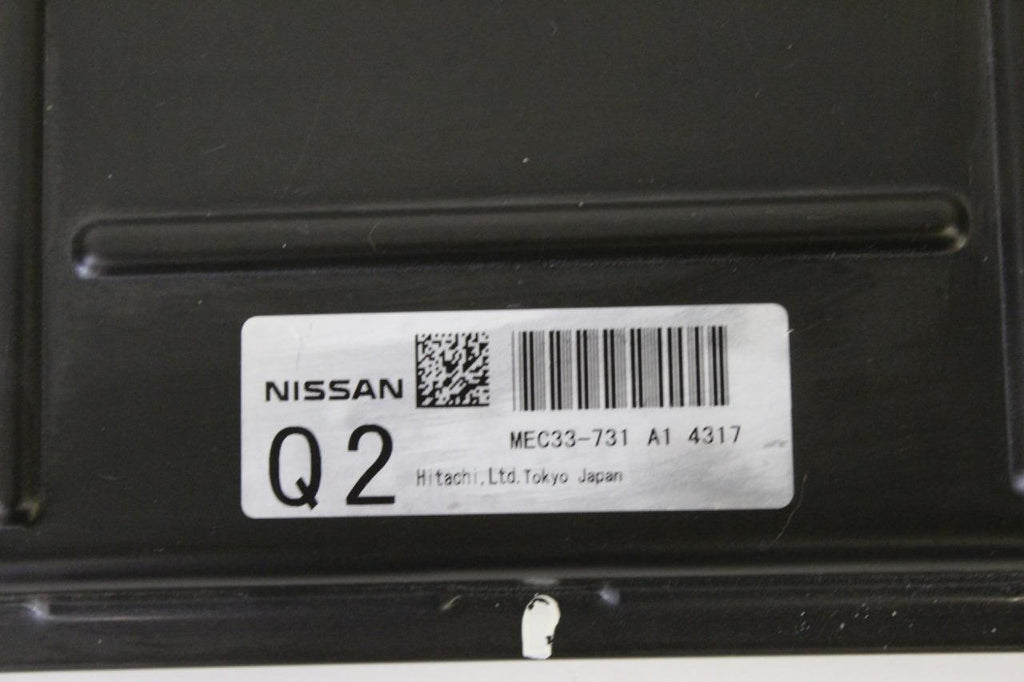 NISSAN
Q2
MEC33-731 A1 4317
Hitachi,Ltd.Tokyo Japan